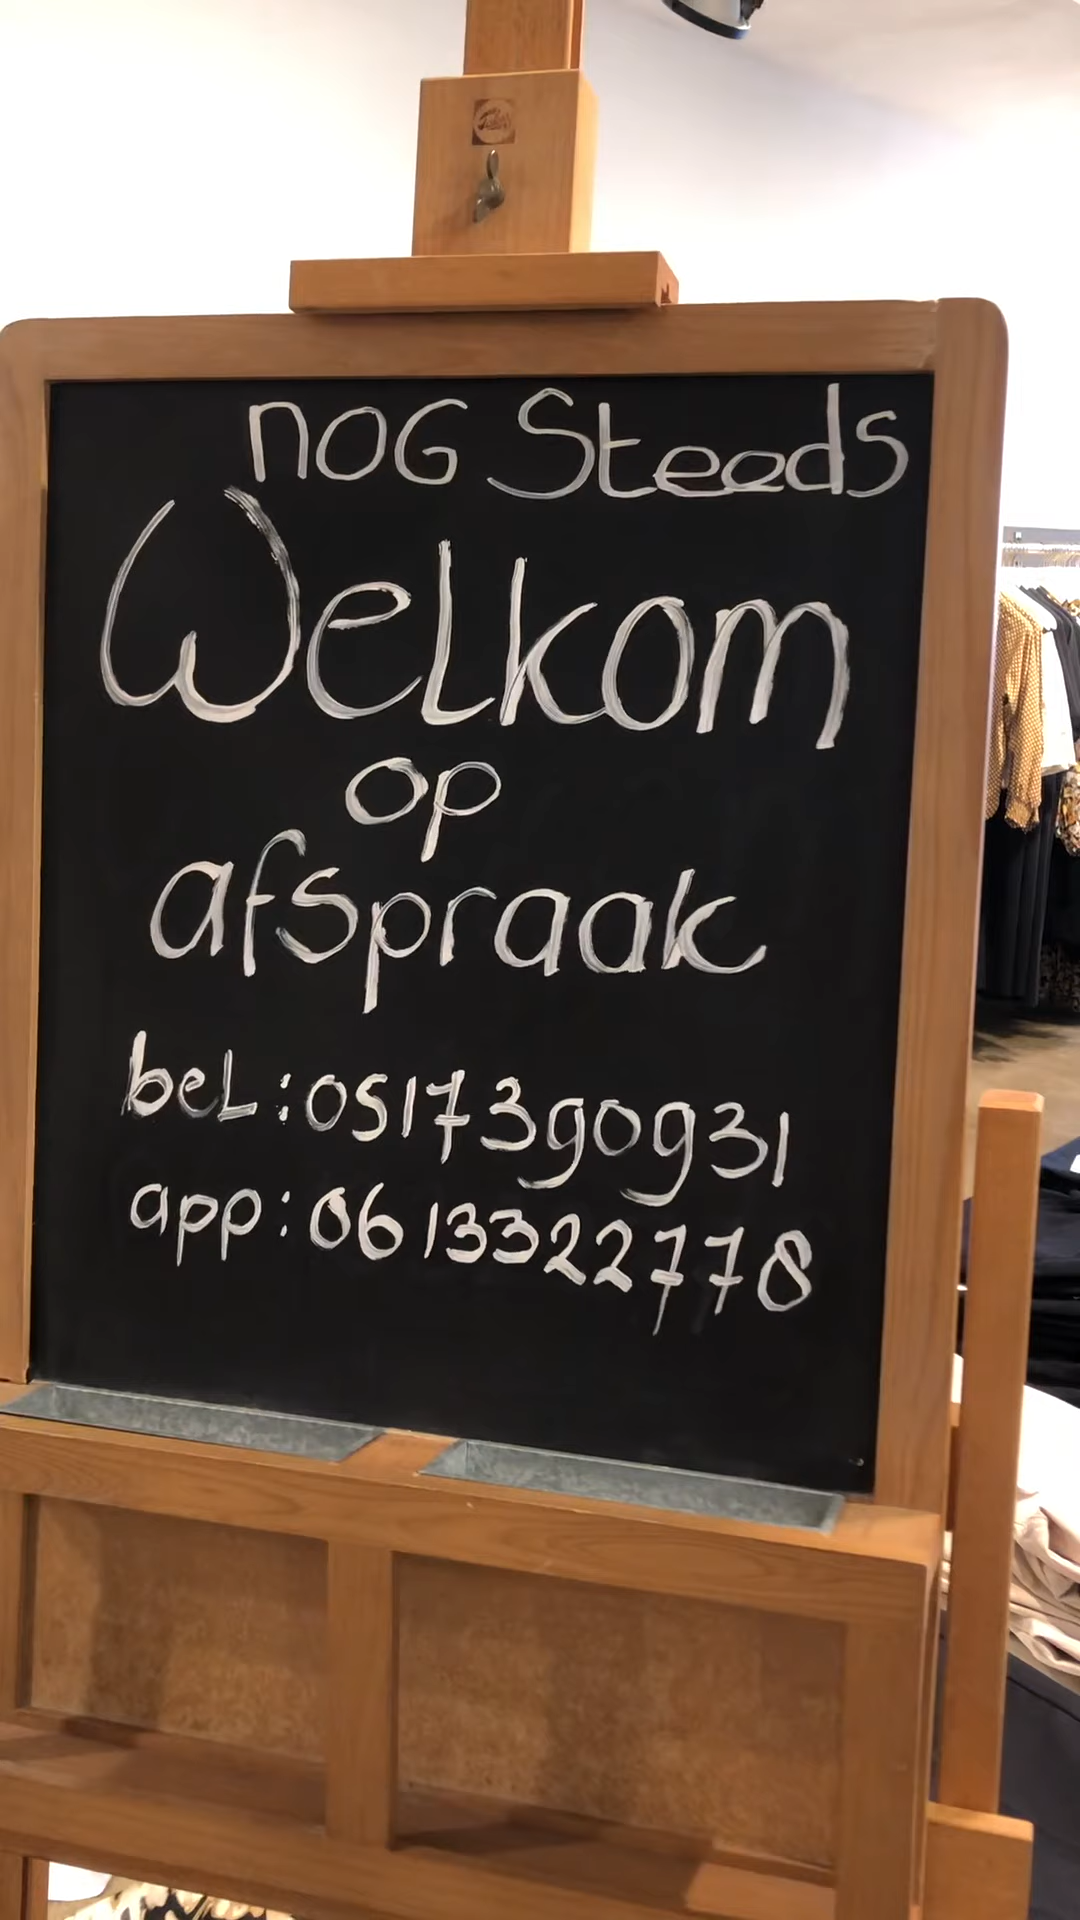 noG Steeds
Welkom
op
afspraak
bel: 0517390931
app: 0613322778